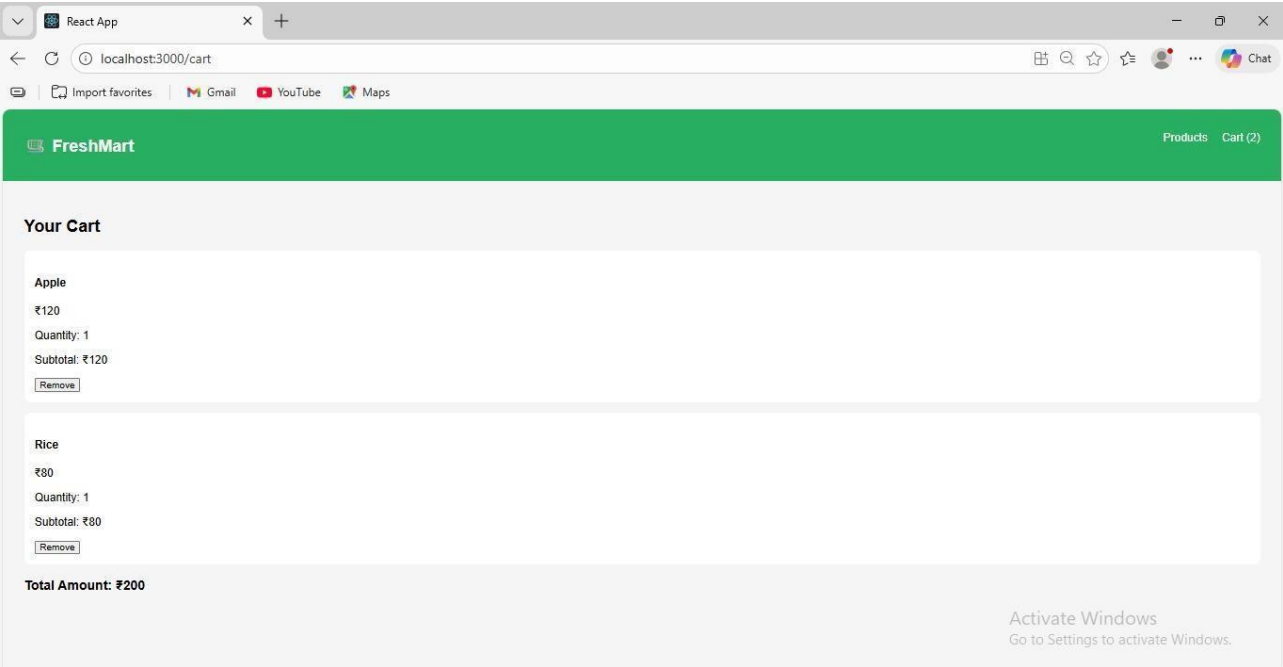 React App
localhost:3000/cart
Chat
Import favorites Gmail YouTube Maps
FreshMart
Products Cart (2)
Your Cart
Apple
₹120
Quantity: 1
Subtotal: ₹120
Remove
Rice
₹80
Quantity: 1
Subtotal: ₹80
Remove
Total Amount: ₹200
Activate Windows
Go to Settings to activate Windows.